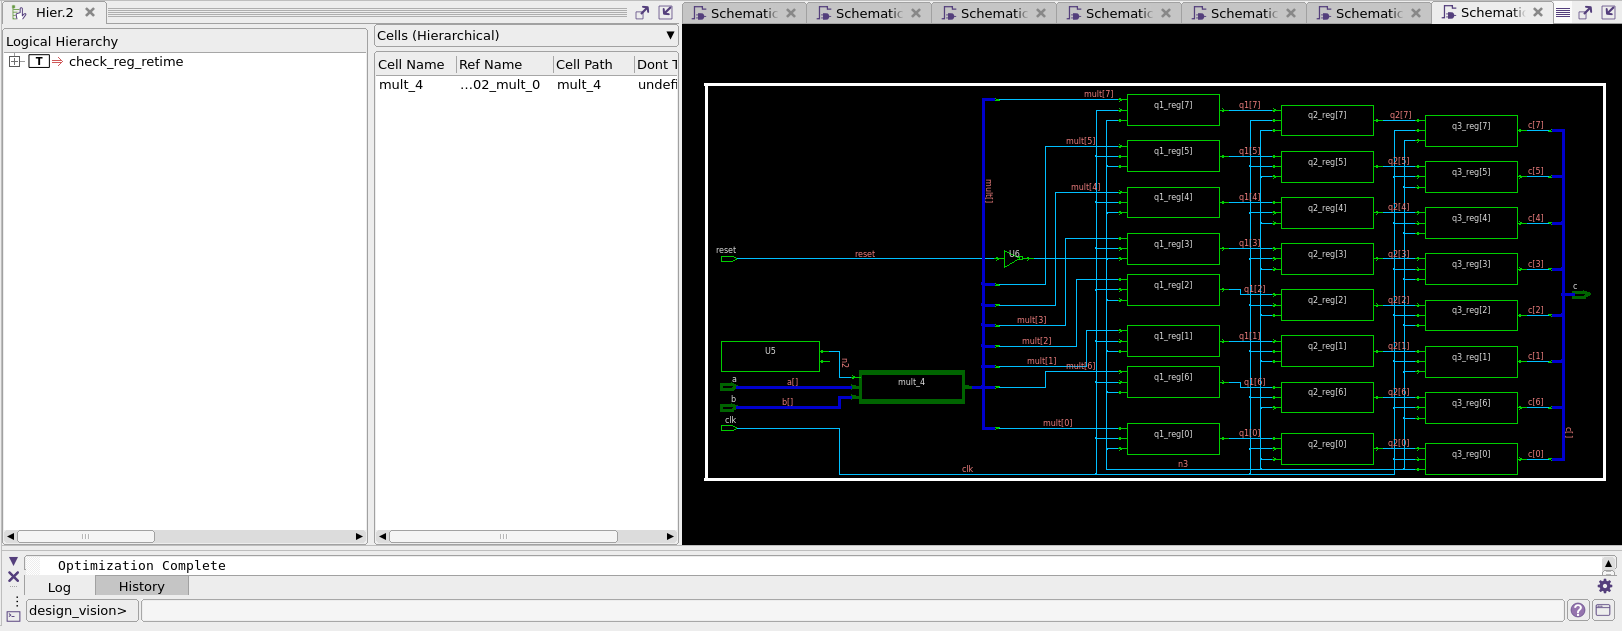 Hier.2
Schematic
Schematic
Schematic
Schematic
Schematic
Schematic
Schematic
Logical Hierarchy
T check_reg_retime
Cells (Hierarchical)
Cell Name Ref Name Cell Path Dont T
mult_4 ...02_mult_0 mult_4 undefi
mult[7] q1_reg[7] q1[7] q2_reg[7] q2[7] q3_reg[7] c[7]
mult[5] q1_reg[5] q1[5] q2_reg[5] q2[5] q3_reg[5] c[5]
mult[]
mult[4] q1_reg[4] q1[4] q2_reg[4] q2[4] q3_reg[4] c[4]
reset reset U6 q1_reg[3] q1[3] q2_reg[3] q2[3] q3_reg[3] c[3]
q1_reg[2] q1[2] q2_reg[2] q2[2] q3_reg[2] c[2]
c
mult[3]
mult[2] q1_reg[1] q1[1] q2_reg[1] q2[1] q3_reg[1] c[1]
U5 n2
mult[1] mult[6] q1_reg[6] q1[6] q2_reg[6] q2[6] q3_reg[6] c[6]
a a[] mult_4
b b[]
clk mult[0] q1_reg[0] q1[0] q2_reg[0] q2[0] q3_reg[0] c[0]
c[]
clk n3
Optimization Complete
Log History
design_vision>